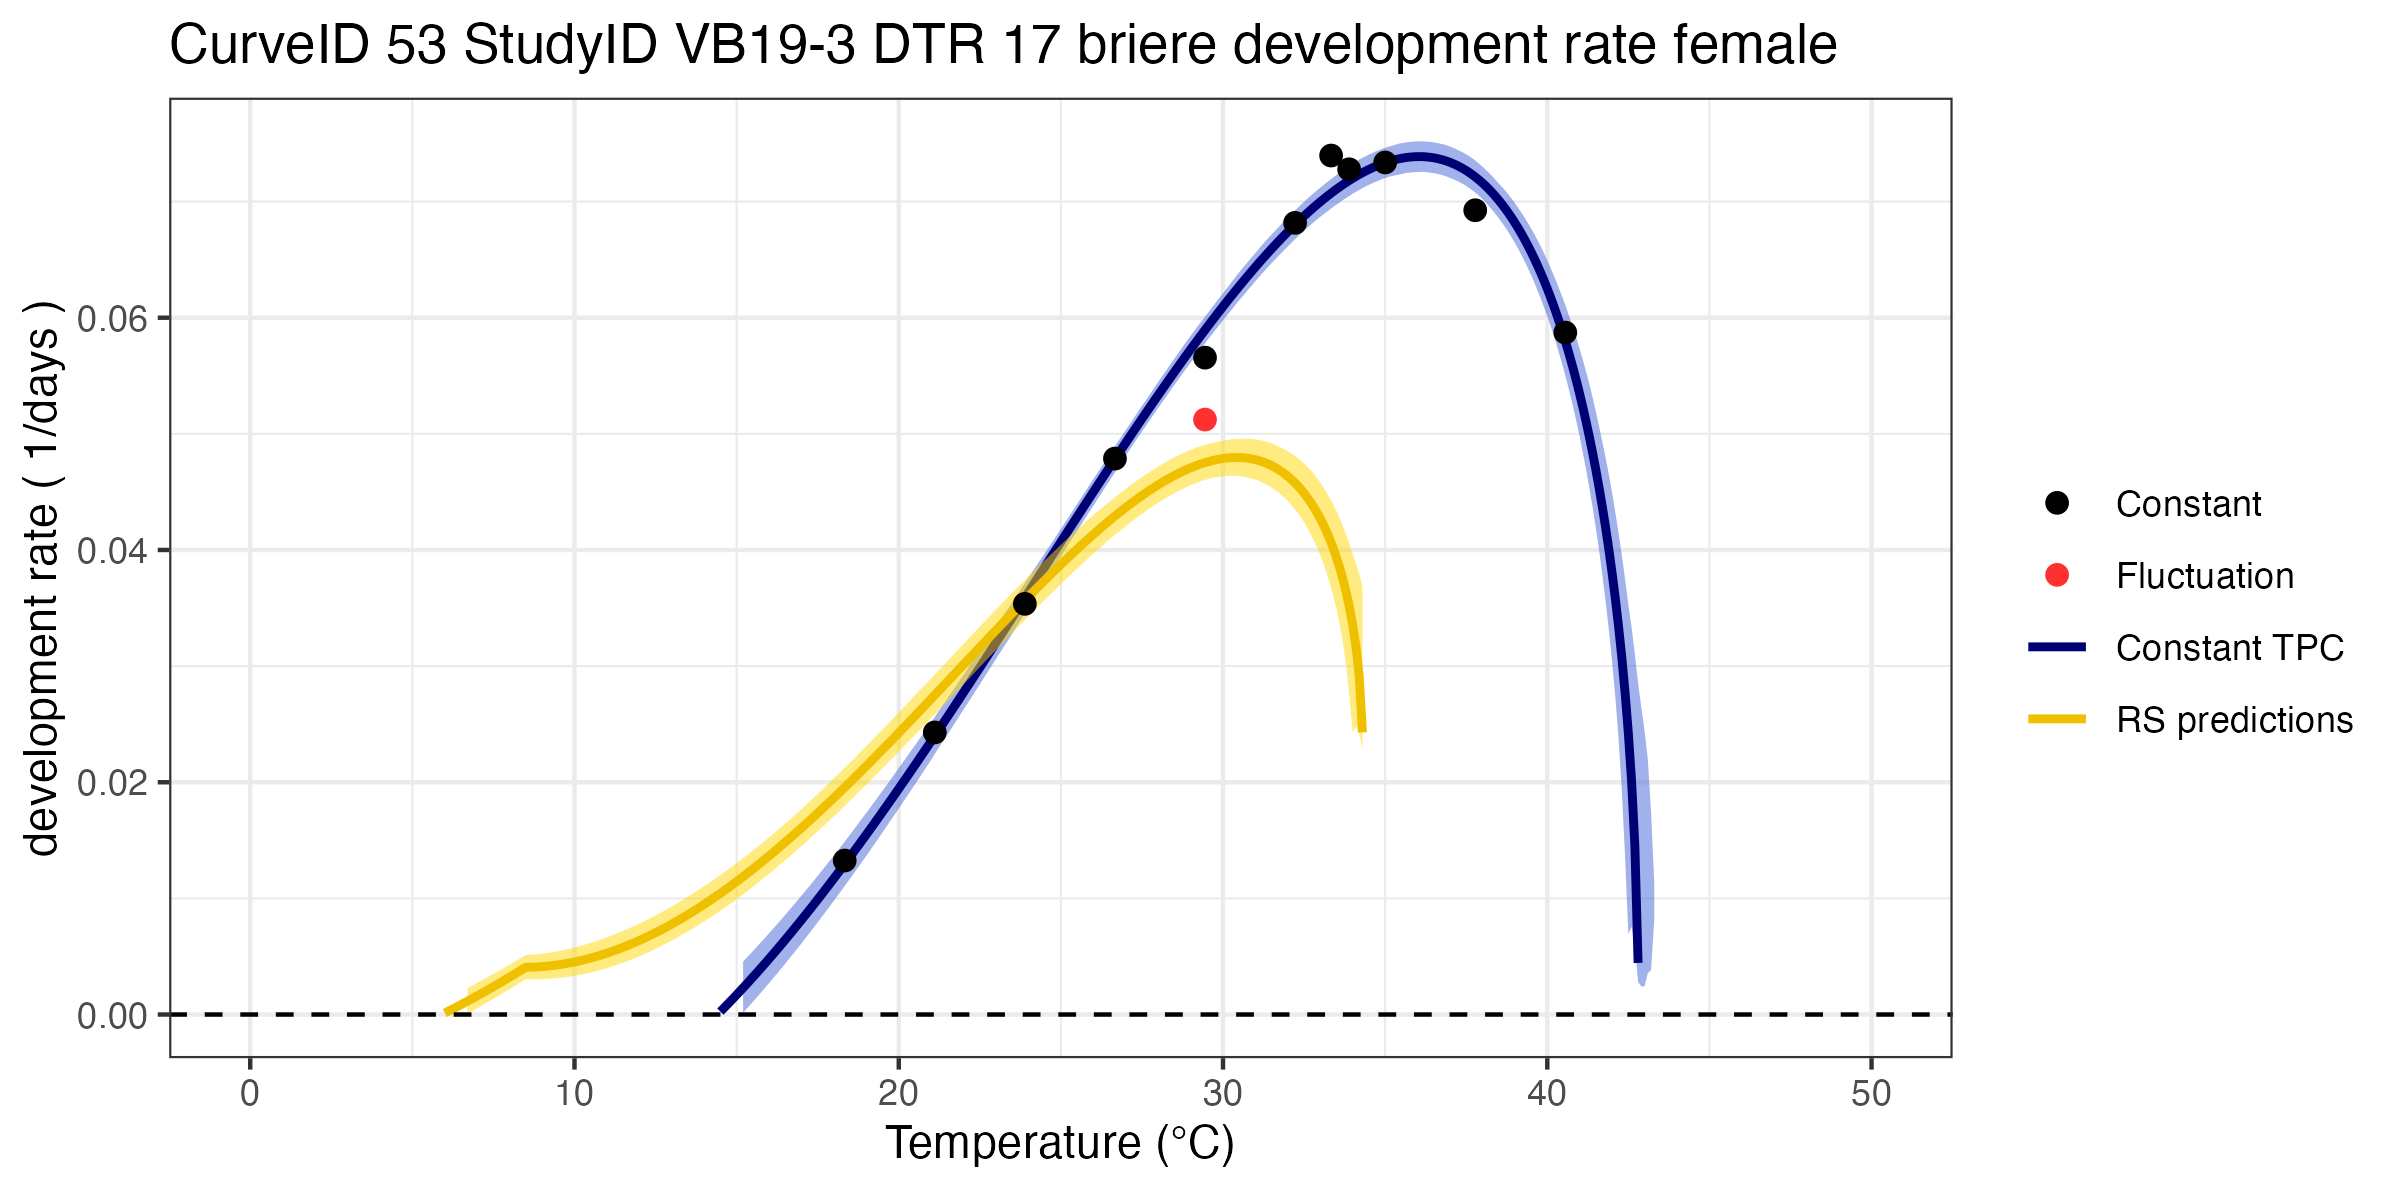 CurveID 53 StudyID VB19-3 DTR 17 briere development rate female
development rate ( 1/days )
0.06
0.04
0.02
0.00
0 10 20 30 40 50
Temperature (°C)
Constant
Fluctuation
Constant TPC
RS predictions